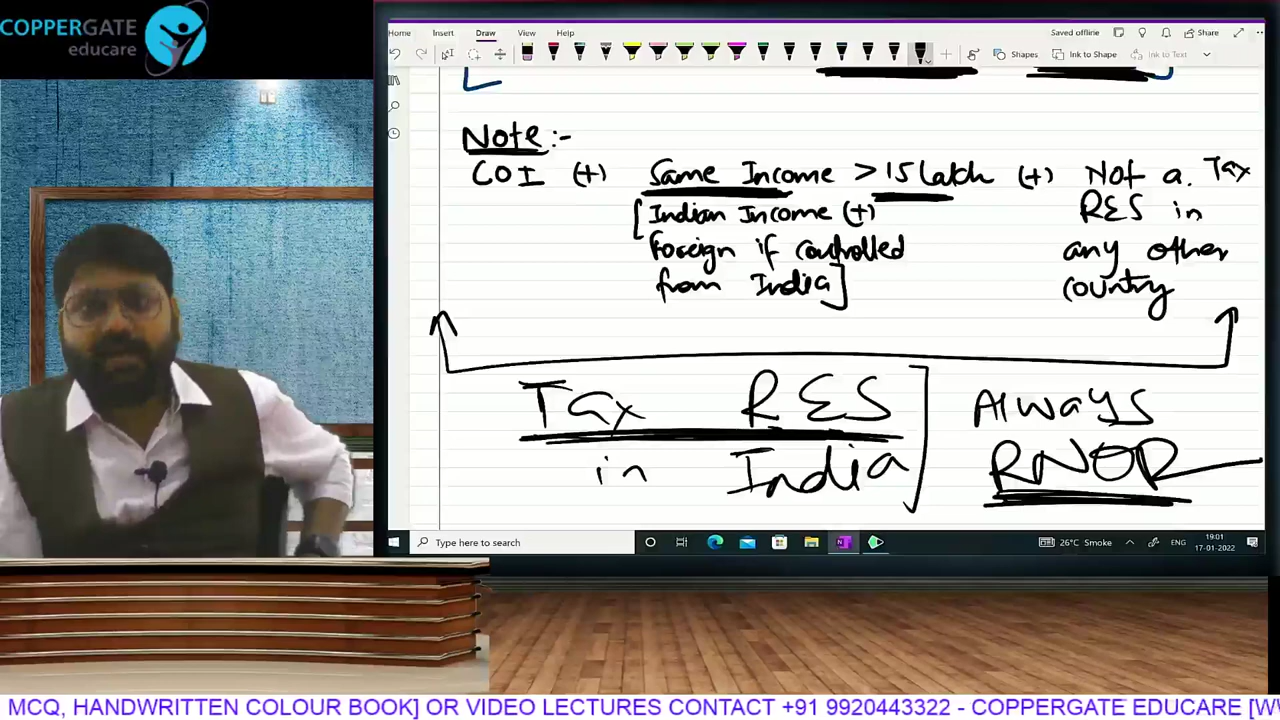 COPPERGATE
educare
Home Insert Draw View Help
Saved offline Share
Shapes Ink to Shape Ink to Text
Note :-
COI (+) Same Income > 15 Lakh (+) Not a. Tax
[Indian Income (+) RES in
Foreign if controlled any other
from India] country
Tax RES Always
in India RNOR
Type here to search
26°C Smoke ENG 19:01
17-01-2022
MCQ, HANDWRITTEN COLOUR BOOK] OR VIDEO LECTURES CONTACT +91 9920443322 - COPPERGATE EDUCARE [W